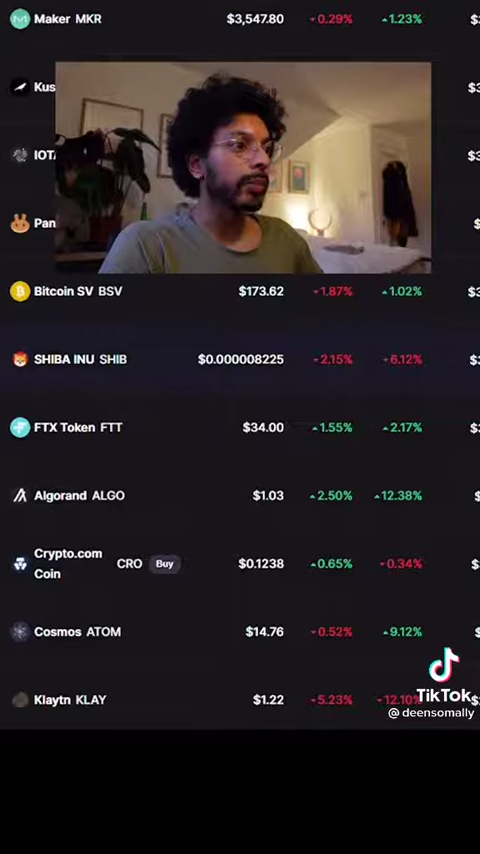 Maker MKR $3,547.80 0.29% 1.23%
Kus
IOTA
Pan
Bitcoin SV BSV $173.62 1.87% 1.02%
SHIBA INU SHIB $0.000008225 2.15% 6.12%
FTX Token FTT $34.00 1.55% 2.17%
Algorand ALGO $1.03 2.50% 12.38%
Crypto.com
Coin CRO Buy $0.1238 0.65% 0.34%
Cosmos ATOM $14.76 0.52% 9.12%
Klaytn KLAY $1.22 5.23% 12.10%
TikTok
@ deensomally